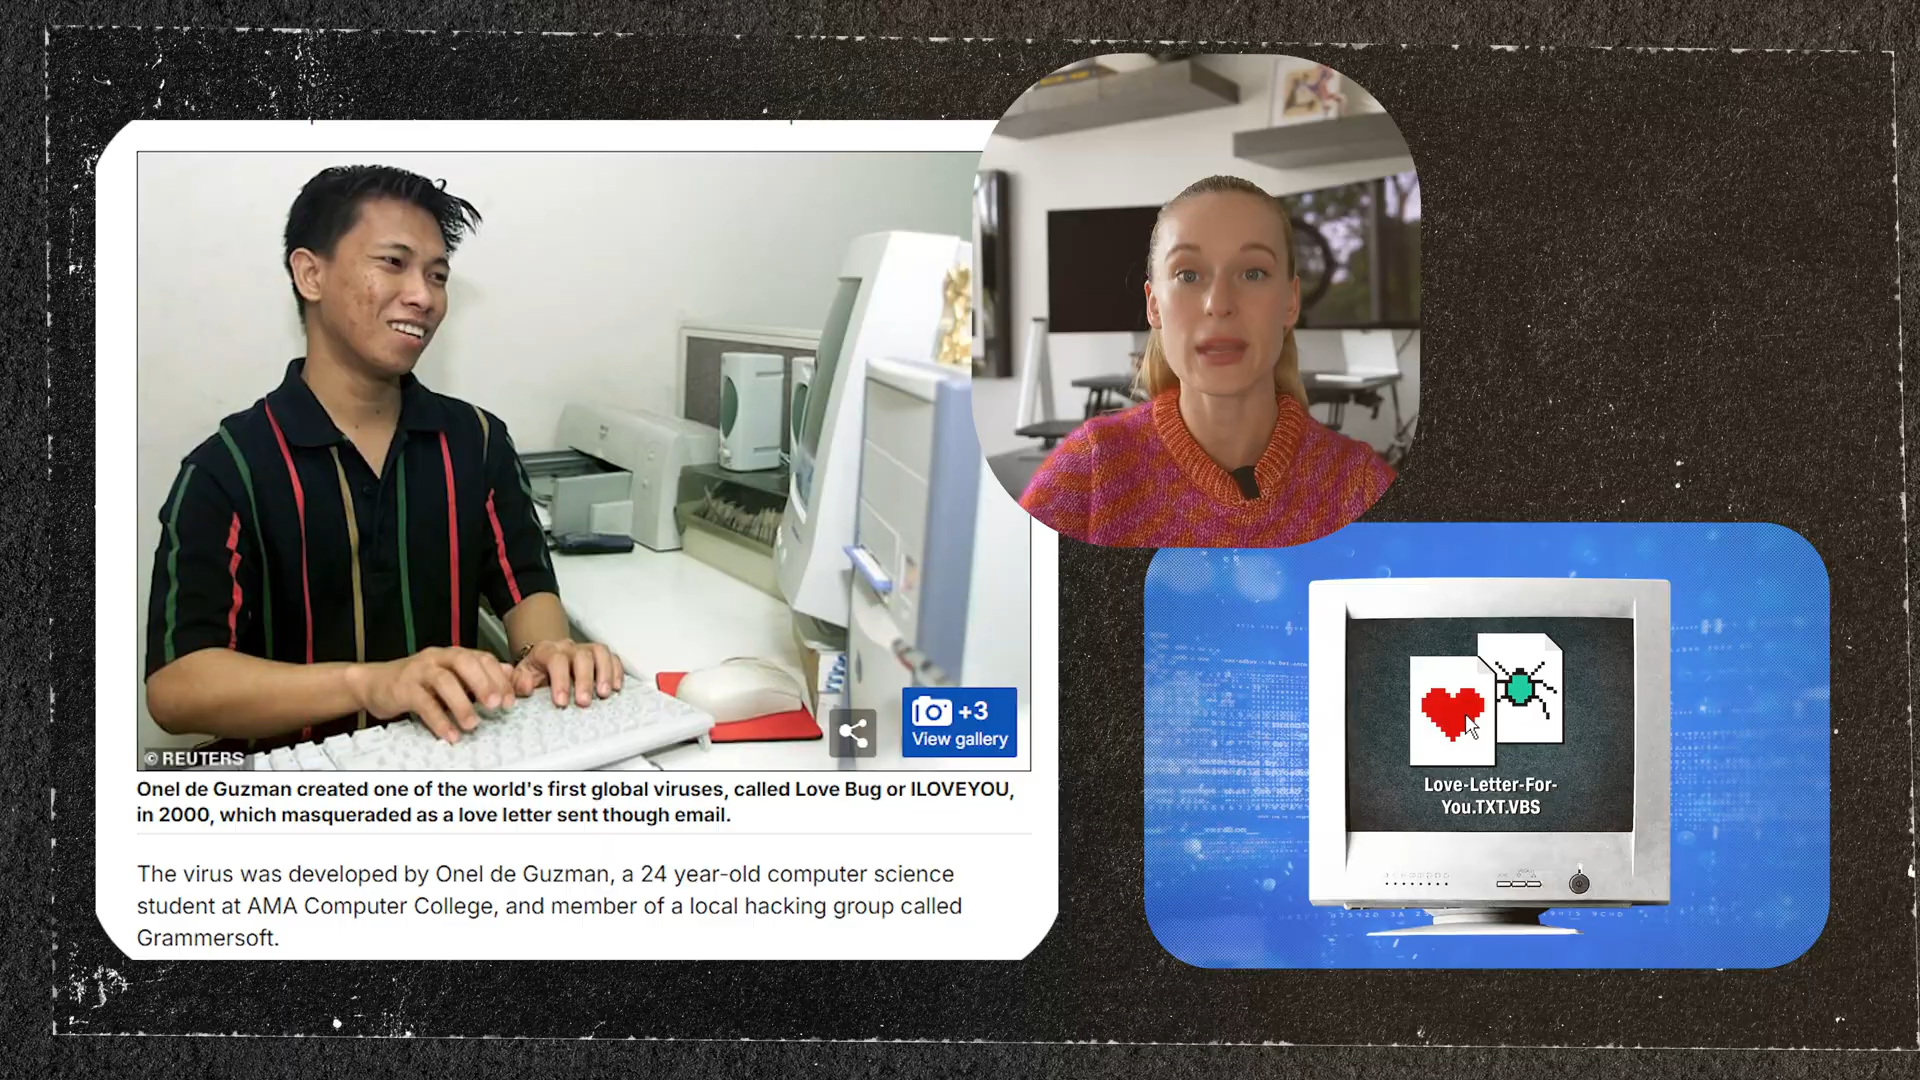 © REUTERS
+3
View gallery
Onel de Guzman created one of the world's first global viruses, called Love Bug or ILOVEYOU,
in 2000, which masqueraded as a love letter sent though email.
The virus was developed by Onel de Guzman, a 24 year-old computer science
student at AMA Computer College, and member of a local hacking group called
Grammersoft.
Love-Letter-For-
You.TXT.VBS